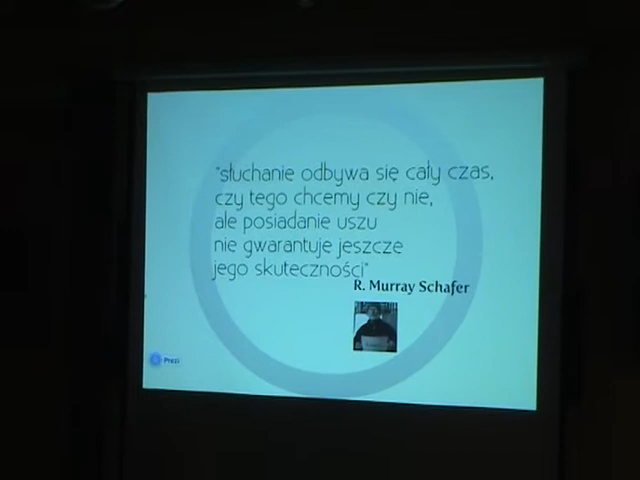 "słuchanie odbywa się cały czas,
czy tego chcemy czy nie,
ale posiadanie uszu
nie gwarantuje jeszcze
jego skuteczności"
R. Murray Schafer
Prezi